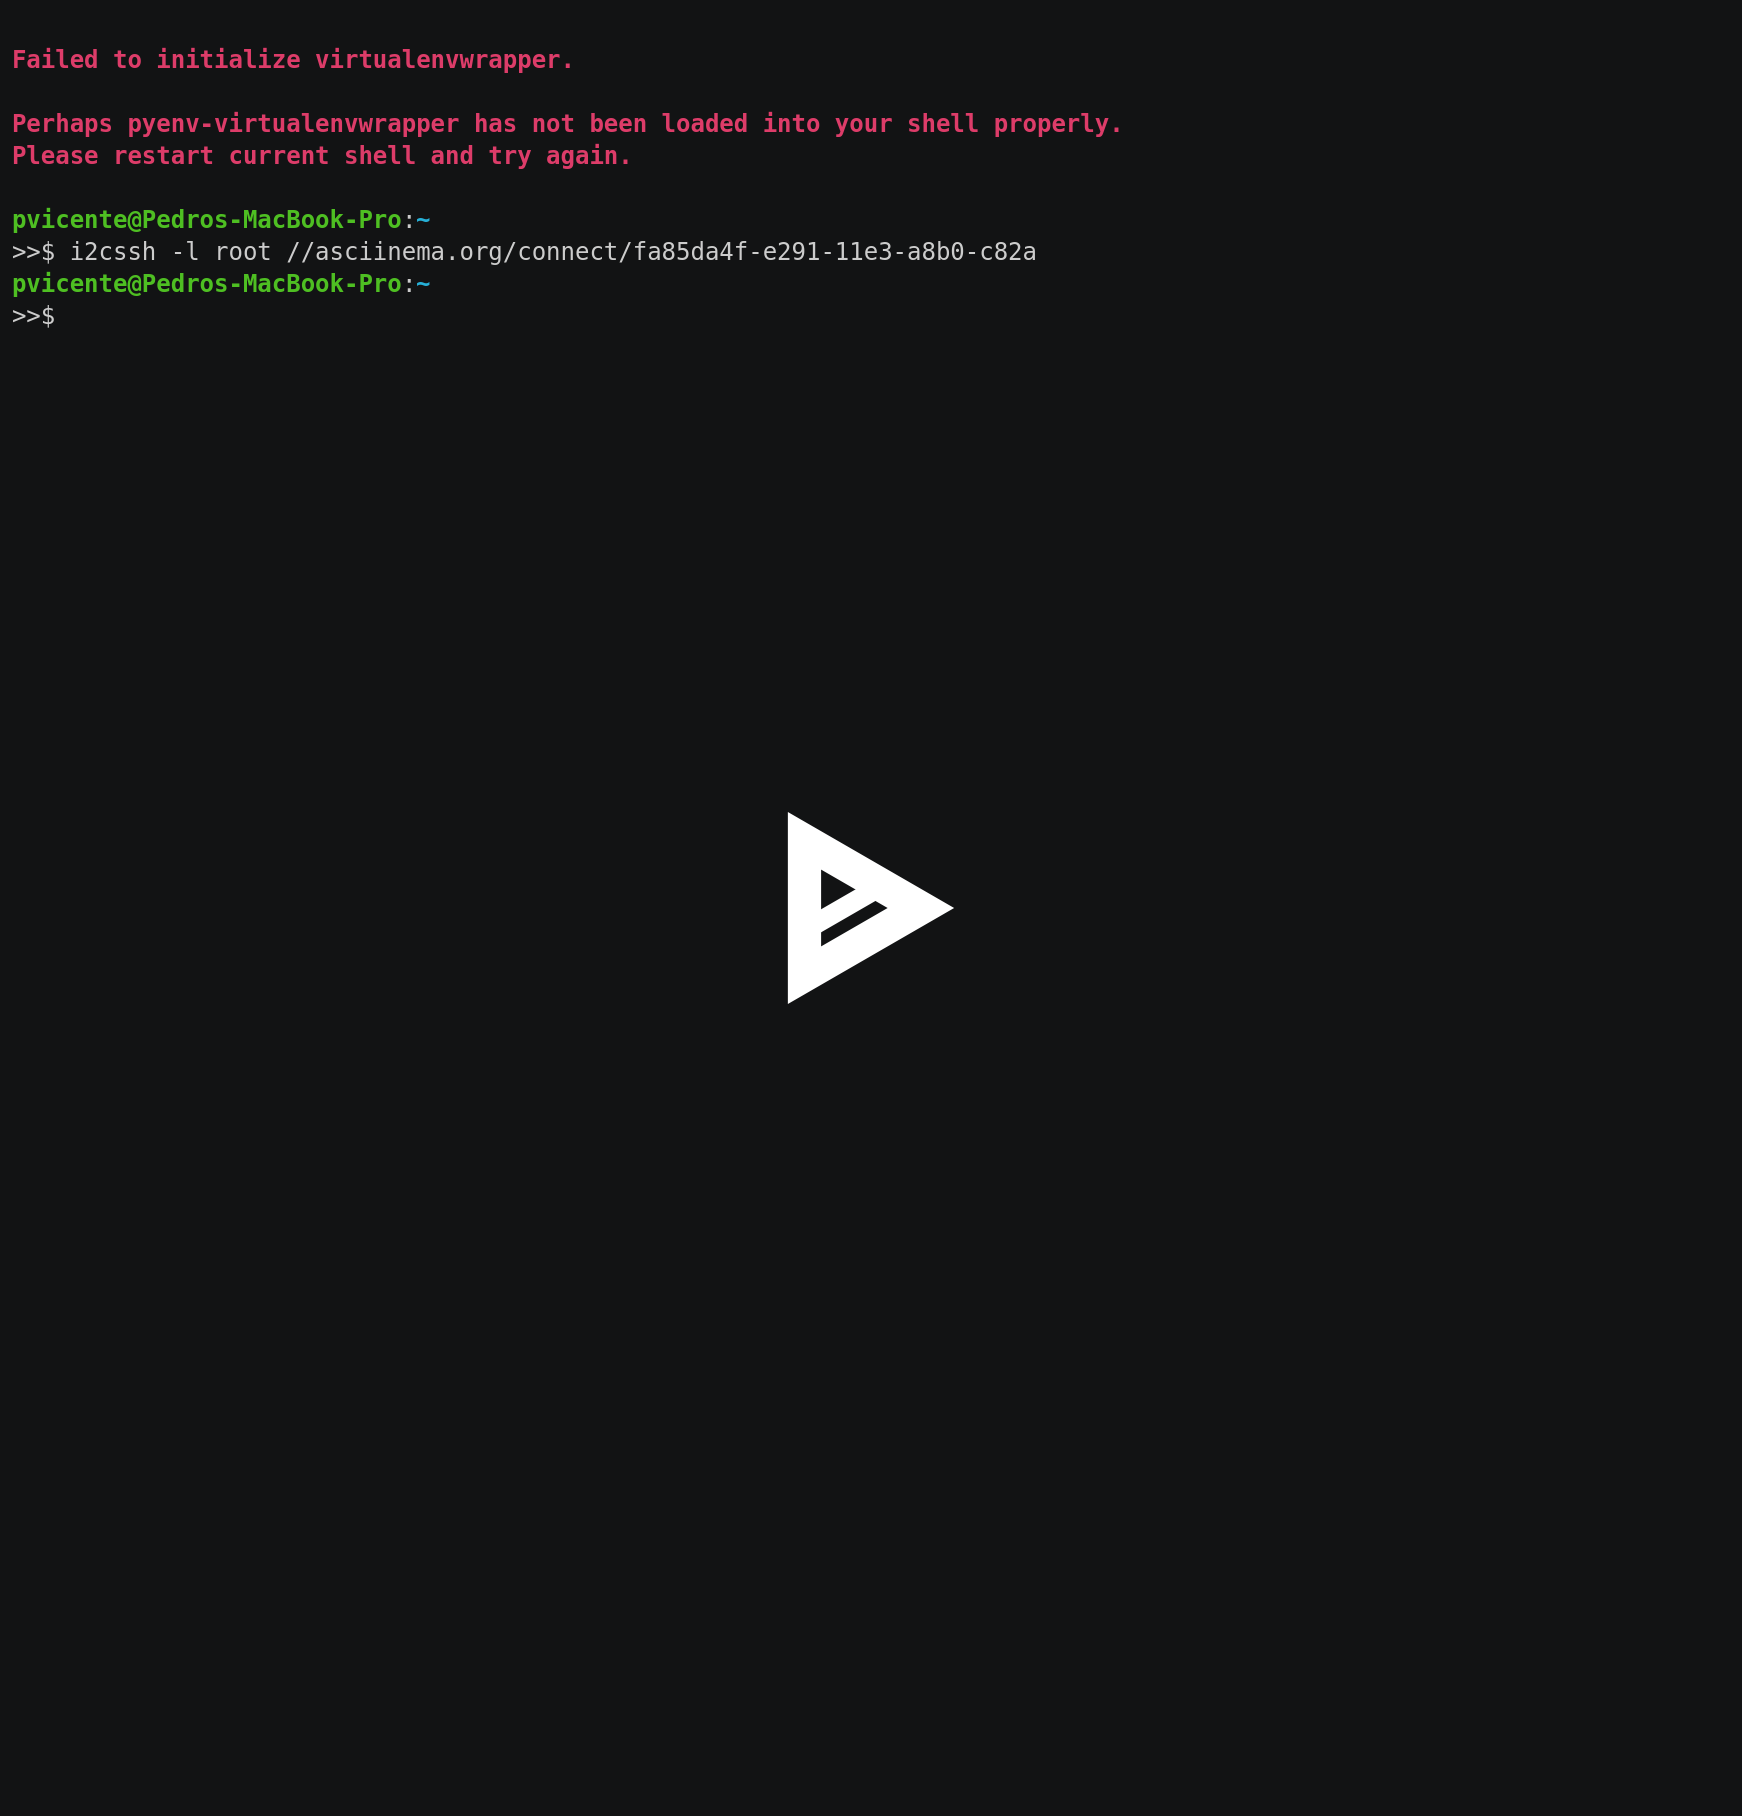 Failed to initialize virtualenvwrapper.
Perhaps pyenv-virtualenvwrapper has not been loaded into your shell properly.
Please restart current shell and try again.
pvicente@Pedros-MacBook-Pro:~
>>$ i2cssh -l root //asciinema.org/connect/fa85da4f-e291-11e3-a8b0-c82a
pvicente@Pedros-MacBook-Pro:~
>>$